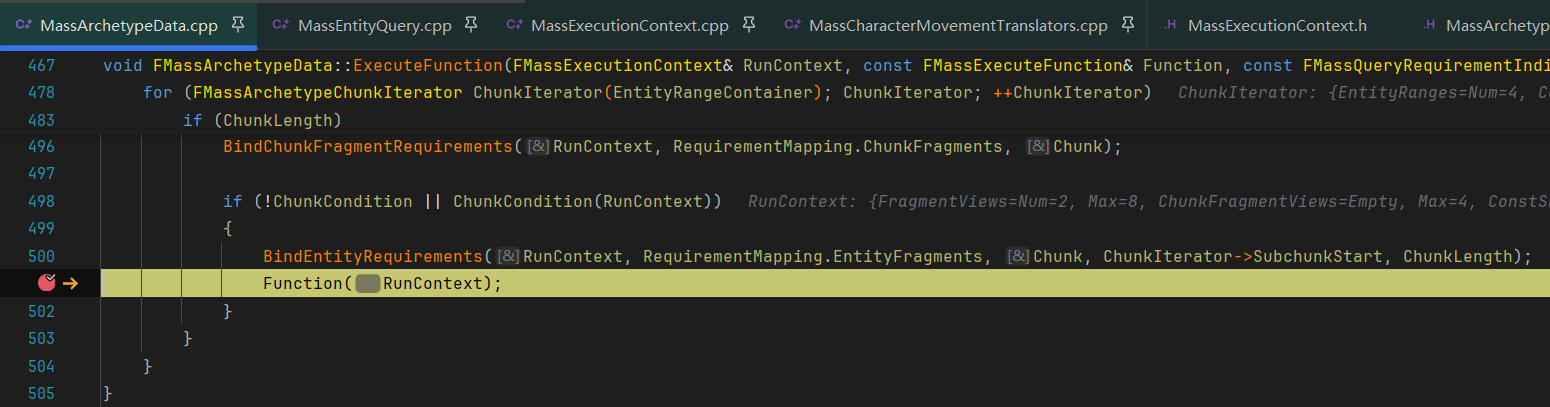 MassArchetypeData.cpp MassEntityQuery.cpp MassExecutionContext.cpp MassCharacterMovementTranslators.cpp .H MassExecutionContext.h .H MassArchetyp
467 void FMassArchetypeData::ExecuteFunction(FMassExecutionContext& RunContext, const FMassExecuteFunction& Function, const FMassQueryRequirementIndi
478 for (FMassArchetypeChunkIterator ChunkIterator(EntityRangeContainer); ChunkIterator; ++ChunkIterator) ChunkIterator: {EntityRanges=Num=4, C
483 if (ChunkLength)
496 BindChunkFragmentRequirements([&]RunContext, RequirementMapping.ChunkFragments, [&]Chunk);
497
498 if (!ChunkCondition || ChunkCondition(RunContext)) RunContext: {FragmentViews=Num=2, Max=8, ChunkFragmentViews=Empty, Max=4, ConstS
499 {
500 BindEntityRequirements([&]RunContext, RequirementMapping.EntityFragments, [&]Chunk, ChunkIterator->SubchunkStart, ChunkLength);
Function(RunContext);
502 }
503 }
504 }
505 }